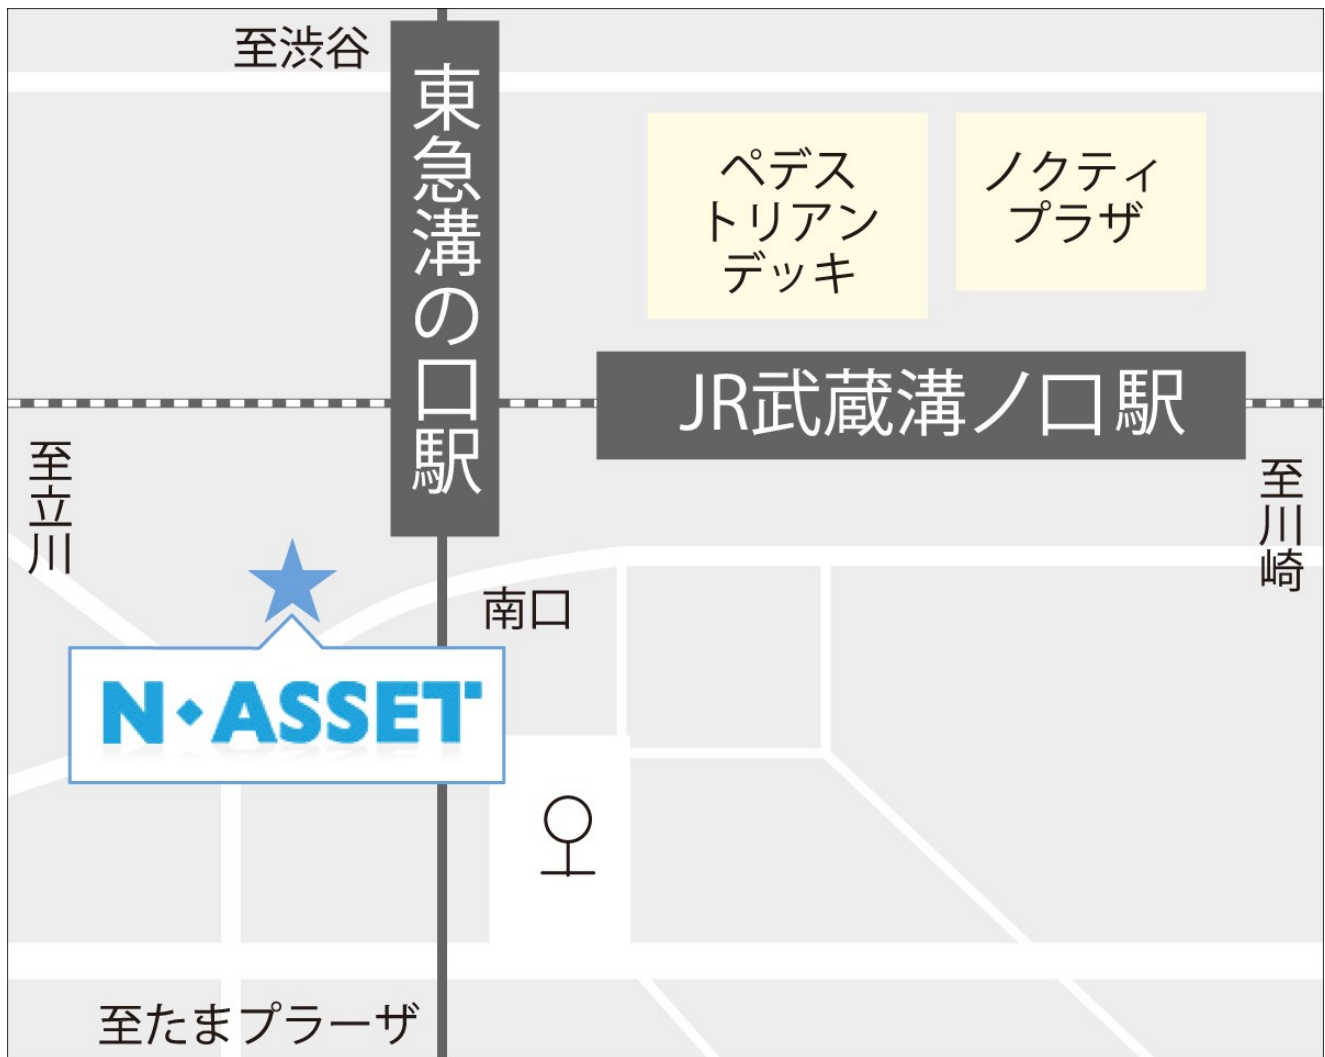 至渋谷
東急溝の口駅
ペデス
トリアン
デッキ
ノクティ
プラザ
JR武蔵溝ノ口駅
至立川
至川崎
南口
N◆ASSET
至たまプラーザ